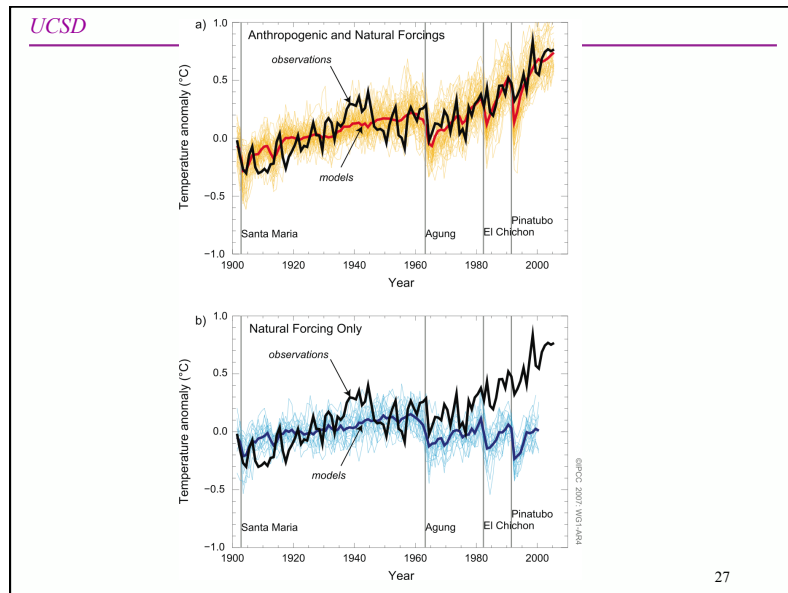 UCSD
a)
Anthropogenic and Natural Forcings
observations
models
Temperature anomaly (°C)
1.0
0.5
0.0
−0.5
−1.0
Santa Maria
Agung
El Chichon
Pinatubo
1900
1920
1940
1960
1980
2000
Year
b)
Natural Forcing Only
observations
models
Temperature anomaly (°C)
1.0
0.5
0.0
−0.5
−1.0
Santa Maria
Agung
El Chichon
Pinatubo
1900
1920
1940
1960
1980
2000
Year
©IPCC 2007: WG1-AR4
27